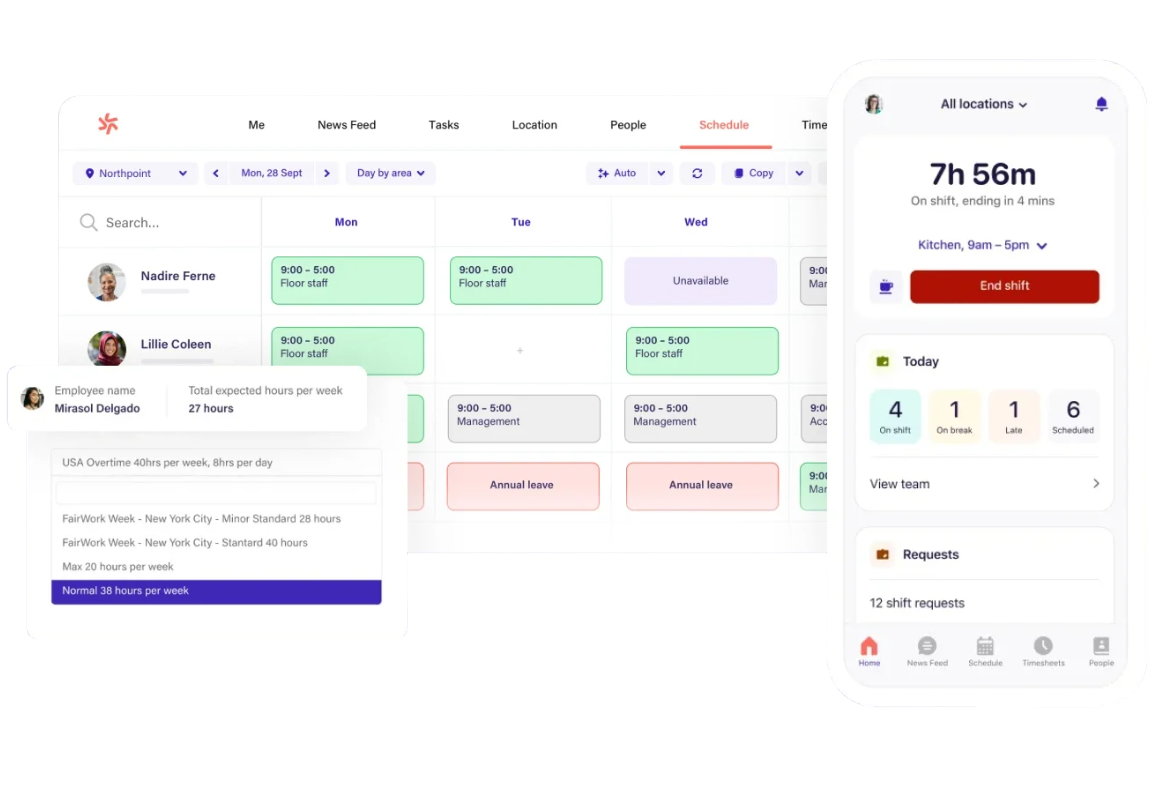 Me News Feed Tasks Location People Schedule Time
Northpoint Mon, 28 Sept Day by area Auto Copy
Search... Mon Tue Wed
Nadire Ferne
9:00 – 5:00
Floor staff
9:00 – 5:00
Floor staff
Unavailable
9:0
Mar
Lillie Coleen
9:00 – 5:00
Floor staff
+
9:00 – 5:00
Floor staff
Employee name
Mirasol Delgado
Total expected hours per week
27 hours
9:00 – 5:00
Management
9:00 – 5:00
Management
9:0
Acc
Annual leave
Annual leave
9:0
Mar
USA Overtime 40hrs per week, 8hrs per day
FairWork Week - New York City - Minor Standard 28 hours
FairWork Week - New York City - Stantard 40 hours
Max 20 hours per week
Normal 38 hours per week
All locations
7h 56m
On shift, ending in 4 mins
Kitchen, 9am – 5pm
End shift
Today
4 1 1 6
On shift On break Late Scheduled
View team
Requests
12 shift requests
Home News Feed Schedule Timesheets People